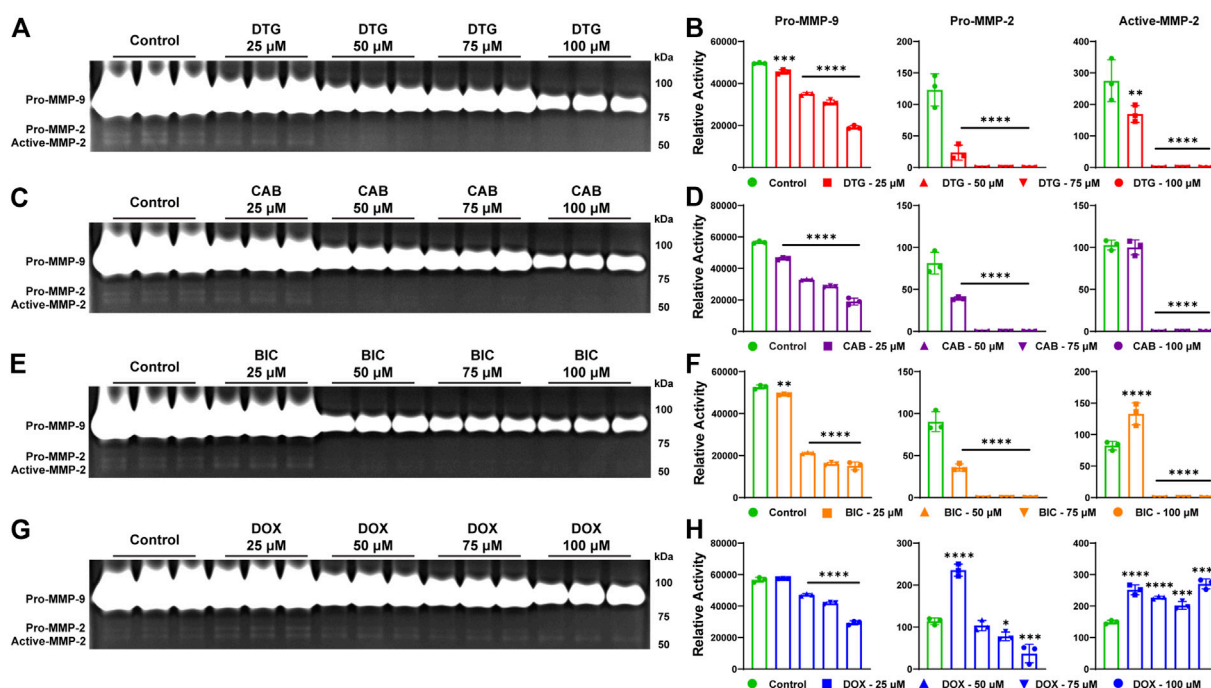 A
Control
DTG
25 µM
DTG
50 µM
DTG
75 µM
DTG
100 µM
kDa
100
75
50
Pro-MMP-9
Pro-MMP-2
Active-MMP-2
B
Pro-MMP-9
Pro-MMP-2
Active-MMP-2
Relative Activity
60000
40000
20000
0
*** ****
200
150
100
50
0
****
400
300
200
100
0
** ****
Control DTG - 25 µM DTG - 50 µM DTG - 75 µM DTG - 100 µM
C
Control
CAB
25 µM
CAB
50 µM
CAB
75 µM
CAB
100 µM
kDa
100
75
50
Pro-MMP-9
Pro-MMP-2
Active-MMP-2
D
Relative Activity
80000
60000
40000
20000
0
****
150
100
50
0
****
200
150
100
50
0
****
Control CAB - 25 µM CAB - 50 µM CAB - 75 µM CAB - 100 µM
E
Control
BIC
25 µM
BIC
50 µM
BIC
75 µM
BIC
100 µM
kDa
100
75
50
Pro-MMP-9
Pro-MMP-2
Active-MMP-2
F
Relative Activity
60000
40000
20000
0
** ****
150
100
50
0
****
200
150
100
50
0
**** ****
Control BIC - 25 µM BIC - 50 µM BIC - 75 µM BIC - 100 µM
G
Control
DOX
25 µM
DOX
50 µM
DOX
75 µM
DOX
100 µM
kDa
100
75
50
Pro-MMP-9
Pro-MMP-2
Active-MMP-2
H
Relative Activity
80000
60000
40000
20000
0
****
300
200
100
0
**** * ***
400
300
200
100
0
**** **** *** ****
Control DOX - 25 µM DOX - 50 µM DOX - 75 µM DOX - 100 µM